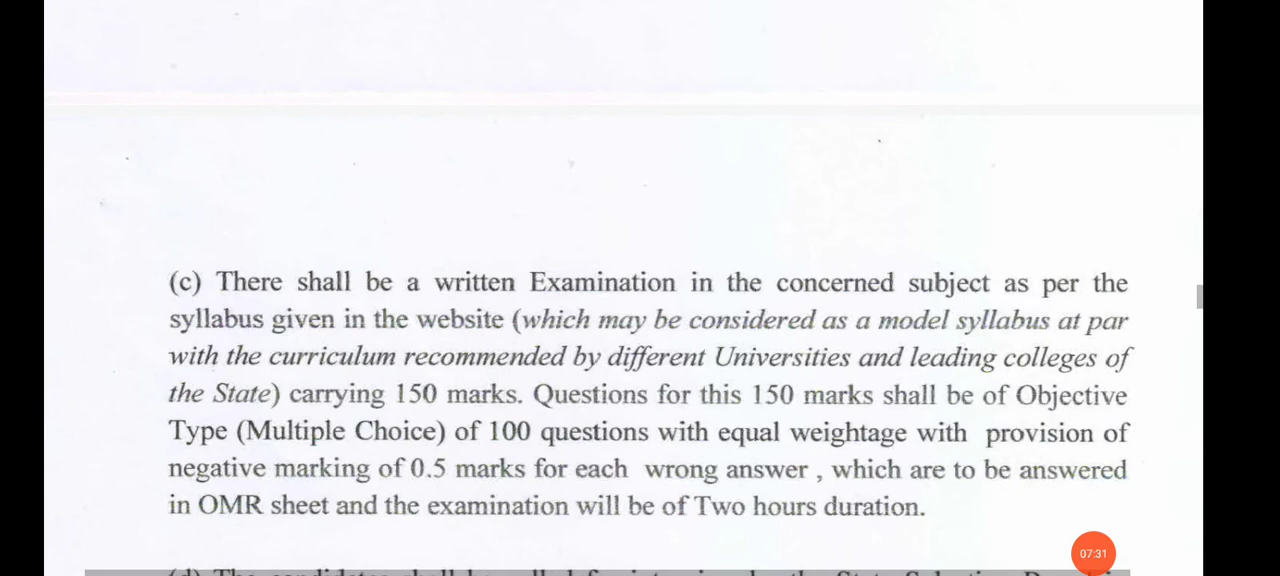 (c) There shall be a written Examination in the concerned subject as per the
syllabus given in the website (which may be considered as a model syllabus at par
with the curriculum recommended by different Universities and leading colleges of
the State) carrying 150 marks. Questions for this 150 marks shall be of Objective
Type (Multiple Choice) of 100 questions with equal weightage with provision of
negative marking of 0.5 marks for each wrong answer , which are to be answered
in OMR sheet and the examination will be of Two hours duration.
07:31